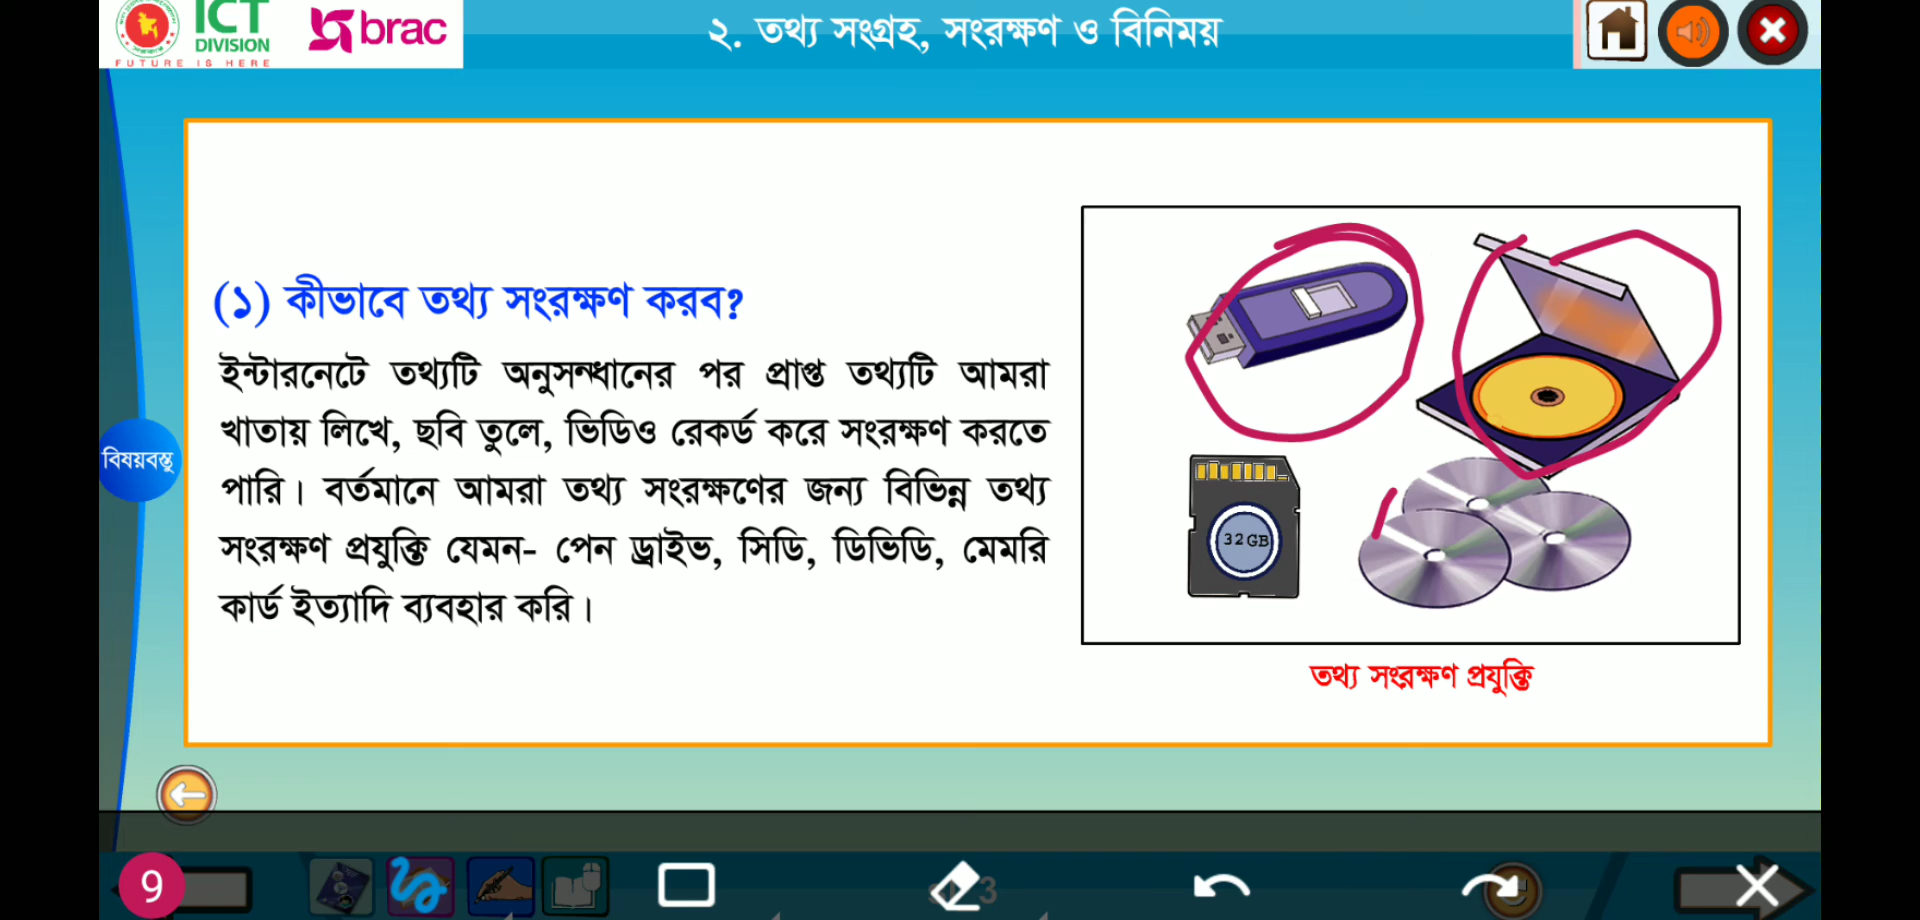 ICT
DIVISION
FUTURE IS HERE
brac
২. তথ্য সংগ্রহ, সংরক্ষণ ও বিনিময়
(১) কীভাবে তথ্য সংরক্ষণ করব?
ইন্টারনেটে তথ্যটি অনুসন্ধানের পর প্রাপ্ত তথ্যটি আমরা
খাতায় লিখে, ছবি তুলে, ভিডিও রেকর্ড করে সংরক্ষণ করতে
পারি। বর্তমানে আমরা তথ্য সংরক্ষণের জন্য বিভিন্ন তথ্য
সংরক্ষণ প্রযুক্তি যেমন- পেন ড্রাইভ, সিডি, ডিভিডি, মেমরি
কার্ড ইত্যাদি ব্যবহার করি।
বিষয়বস্তু
32GB
তথ্য সংরক্ষণ প্রযুক্তি
9